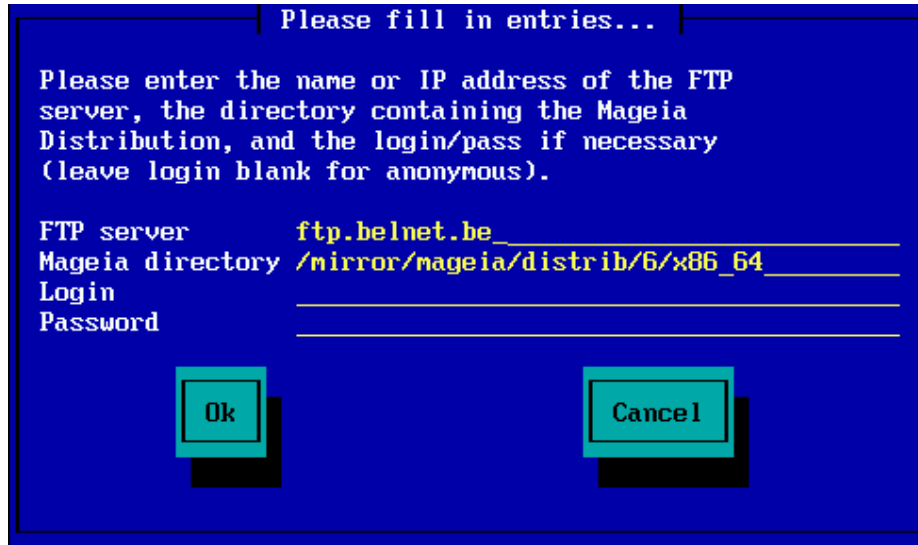 Please fill in entries...
Please enter the name or IP address of the FTP
server, the directory containing the Mageia
Distribution, and the login/pass if necessary
(leave login blank for anonymous).
FTP server ftp.belnet.be
Mageia directory /mirror/mageia/distrib/6/x86_64
Login
Password
Ok Cancel